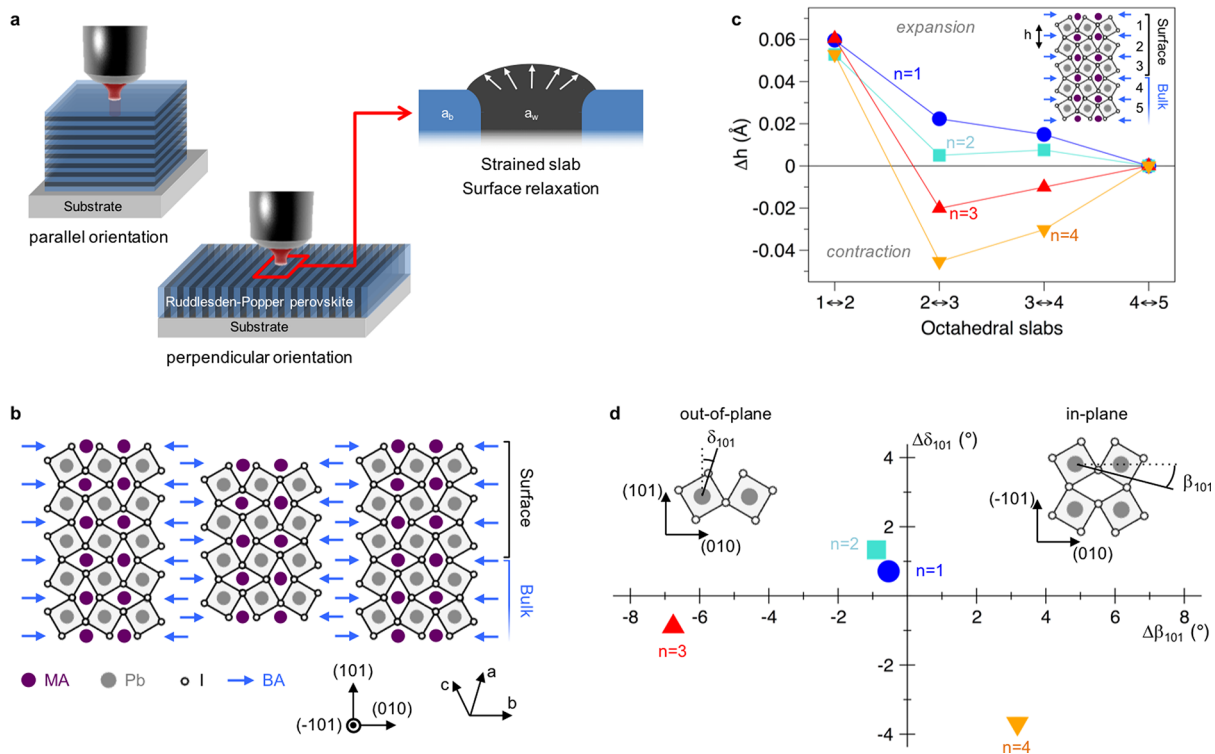 a
Substrate
parallel orientation
a_b
a_w
Strained slab
Surface relaxation
Ruddlesden-Popper perovskite
Substrate
perpendicular orientation
b
Surface
Bulk
MA
Pb
I
BA
(101)
(-101)
(010)
a
c
b
c
Δh (Å)
0.06
0.04
0.02
0
-0.02
-0.04
expansion
contraction
n=1
n=2
n=3
n=4
h
1
2
3
4
5
Surface
Bulk
1↔2
2↔3
3↔4
4↔5
Octahedral slabs
d
out-of-plane
δ₁₀₁
(101)
(010)
Δδ₁₀₁ (°)
in-plane
β₁₀₁
(-101)
(010)
4
2
-2
-4
n=2
n=1
n=3
n=4
-8
-6
-4
-2
0
2
4
6
8
Δβ₁₀₁ (°)